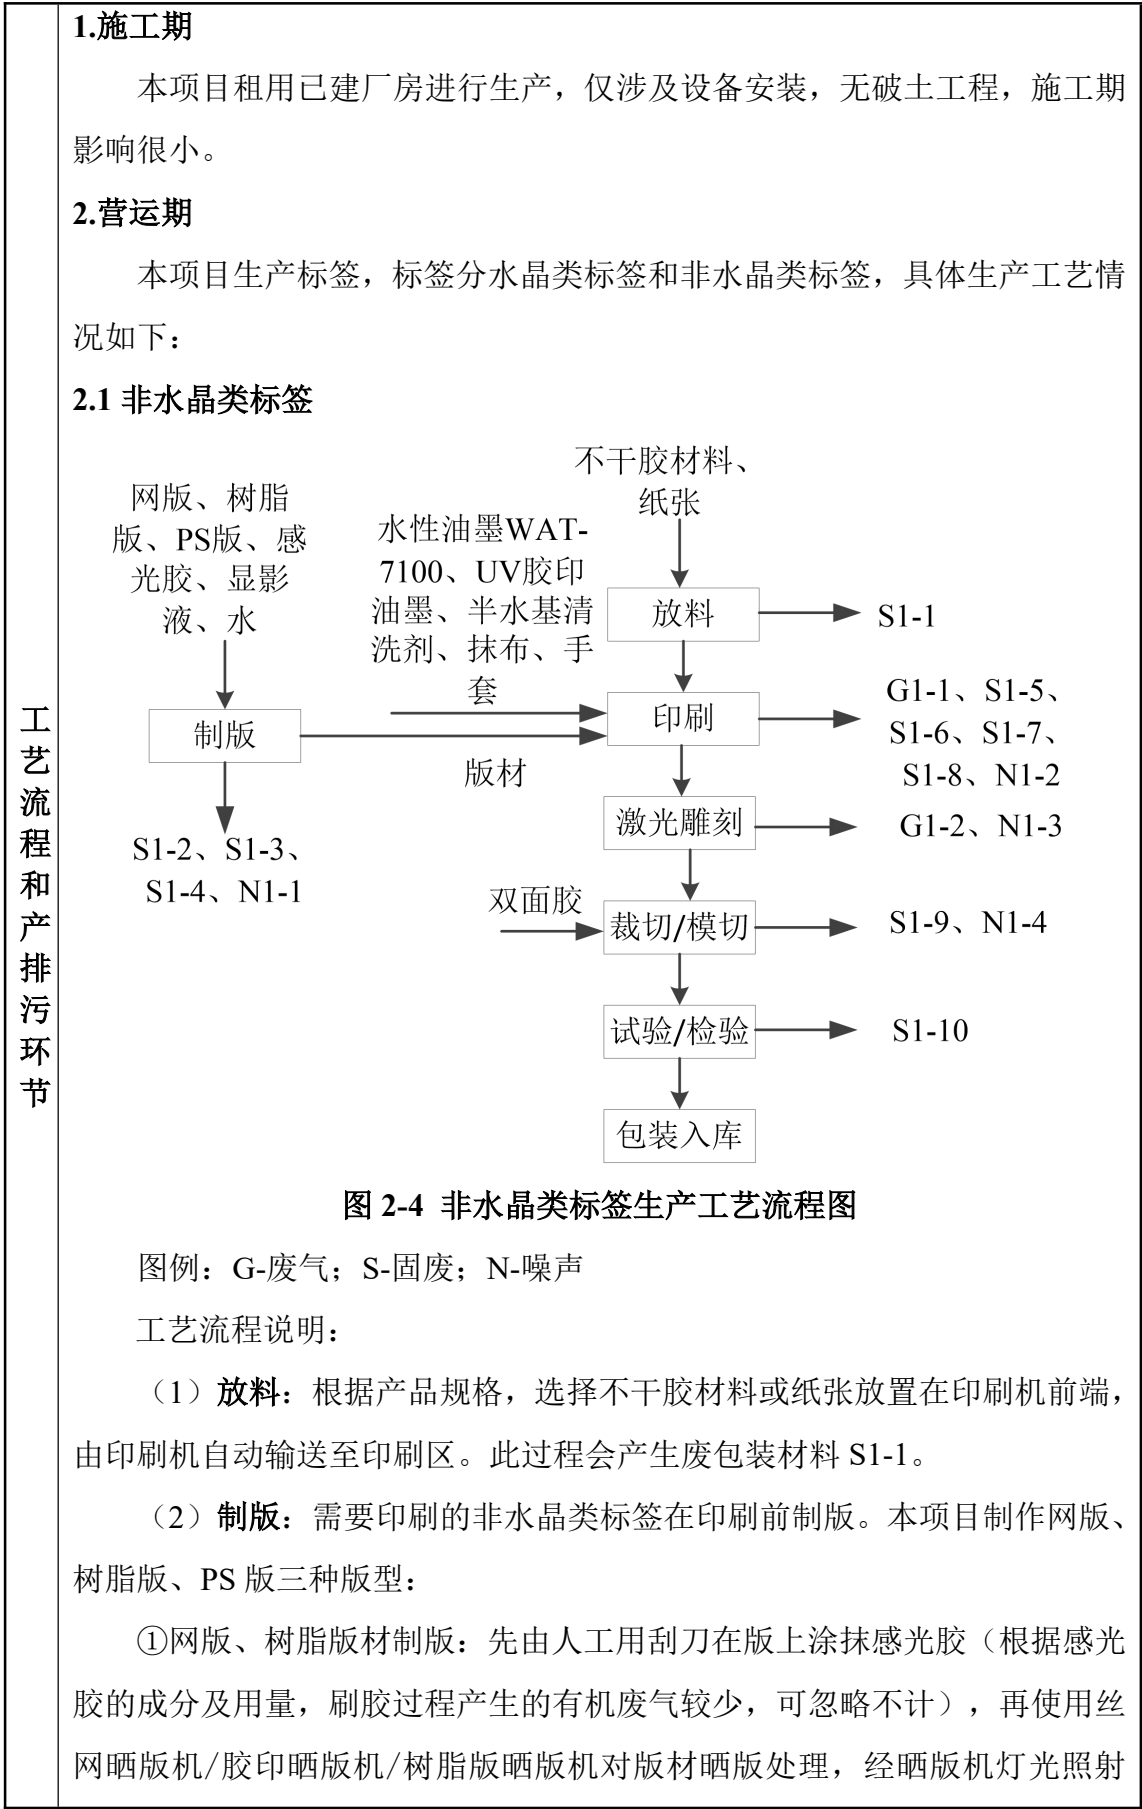 1.施工期
本项目租用已建厂房进行生产，仅涉及设备安装，无破土工程，施工期
影响很小。
2.营运期
本项目生产标签，标签分水晶类标签和非水晶类标签，具体生产工艺情
况如下：
2.1 非水晶类标签
不干胶材料、
纸张
网版、树脂
版、PS版、感
光胶、显影
液、水
水性油墨WAT-
7100、UV胶印
油墨、半水基清
洗剂、抹布、手
套
放料
S1-1
制版
版材
印刷
G1-1、S1-5、
S1-6、S1-7、
S1-8、N1-2
S1-2、S1-3、
S1-4、N1-1
激光雕刻
G1-2、N1-3
双面胶
裁切/模切
S1-9、N1-4
试验/检验
S1-10
包装入库
工
艺
流
程
和
产
排
污
环
节
图 2-4 非水晶类标签生产工艺流程图
图例：G-废气；S-固废；N-噪声
工艺流程说明：
（1）放料：根据产品规格，选择不干胶材料或纸张放置在印刷机前端，
由印刷机自动输送至印刷区。此过程会产生废包装材料 S1-1。
（2）制版：需要印刷的非水晶类标签在印刷前制版。本项目制作网版、
树脂版、PS 版三种版型：
①网版、树脂版材制版：先由人工用刮刀在版上涂抹感光胶（根据感光
胶的成分及用量，刷胶过程产生的有机废气较少，可忽略不计），再使用丝
网晒版机/胶印晒版机/树脂版晒版机对版材晒版处理，经晒版机灯光照射